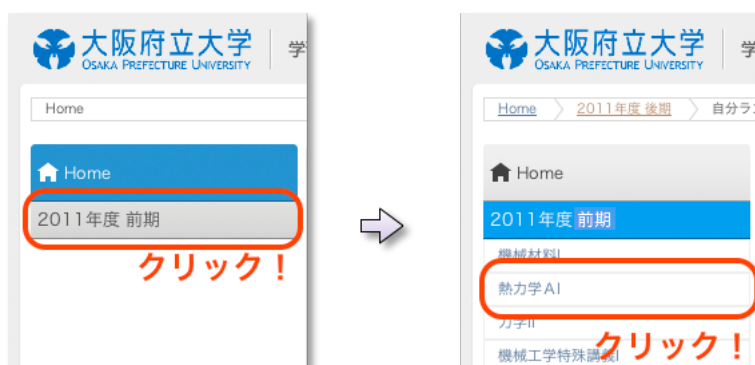 大阪府立大学
OSAKA PREFECTURE UNIVERSITY
学
Home
Home
2011年度 前期
クリック！
大阪府立大学
OSAKA PREFECTURE UNIVERSITY
学
Home 2011年度 後期 自分ラ
Home
2011年度 前期
機械材料I
熱力学AI
力学II
機械工学特殊講義I
クリック！